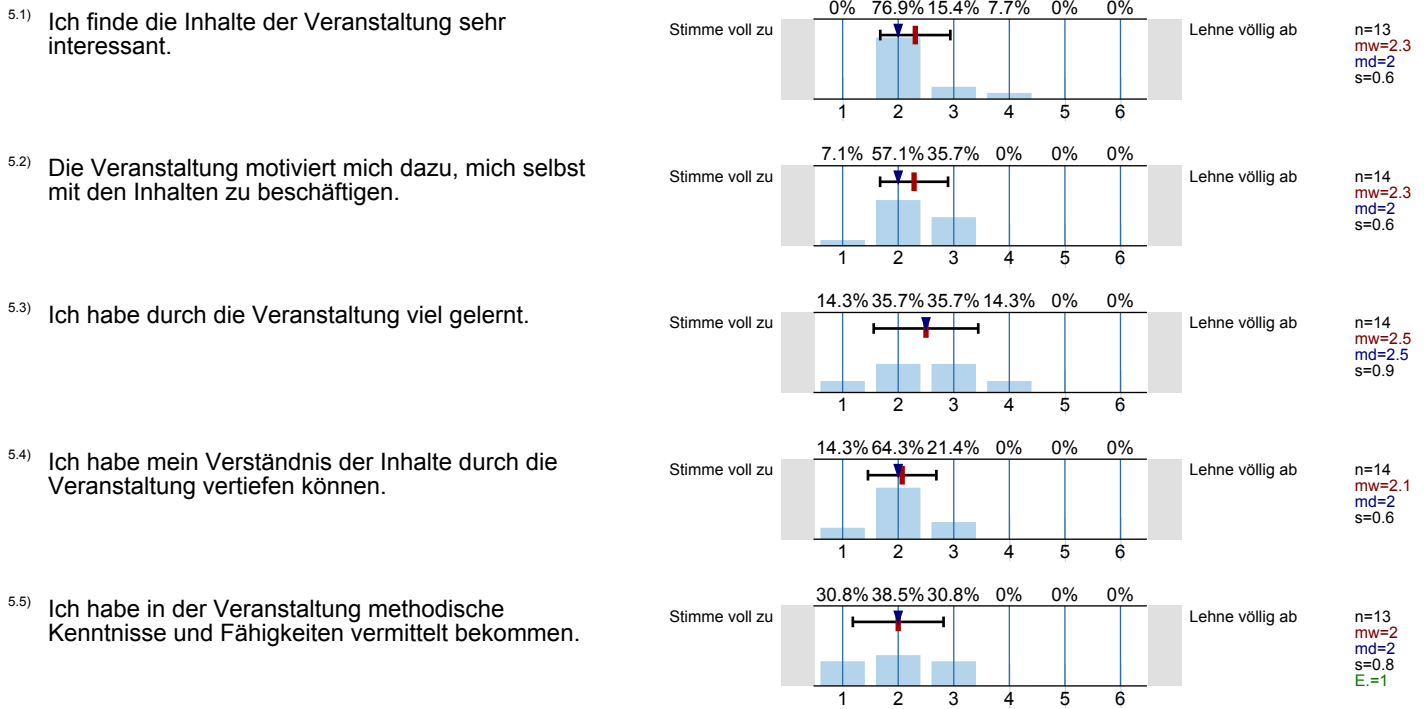 5.1) Ich finde die Inhalte der Veranstaltung sehr
interessant.
0% 76.9% 15.4% 7.7% 0% 0%
Stimme voll zu
Lehne völlig ab
1 2 3 4 5 6
n=13
mw=2.3
md=2
s=0.6
5.2) Die Veranstaltung motiviert mich dazu, mich selbst
mit den Inhalten zu beschäftigen.
7.1% 57.1% 35.7% 0% 0% 0%
Stimme voll zu
Lehne völlig ab
1 2 3 4 5 6
n=14
mw=2.3
md=2
s=0.6
5.3) Ich habe durch die Veranstaltung viel gelernt.
14.3% 35.7% 35.7% 14.3% 0% 0%
Stimme voll zu
Lehne völlig ab
1 2 3 4 5 6
n=14
mw=2.5
md=2.5
s=0.9
5.4) Ich habe mein Verständnis der Inhalte durch die
Veranstaltung vertiefen können.
14.3% 64.3% 21.4% 0% 0% 0%
Stimme voll zu
Lehne völlig ab
1 2 3 4 5 6
n=14
mw=2.1
md=2
s=0.6
5.5) Ich habe in der Veranstaltung methodische
Kenntnisse und Fähigkeiten vermittelt bekommen.
30.8% 38.5% 30.8% 0% 0% 0%
Stimme voll zu
Lehne völlig ab
1 2 3 4 5 6
n=13
mw=2
md=2
s=0.8
E.=1